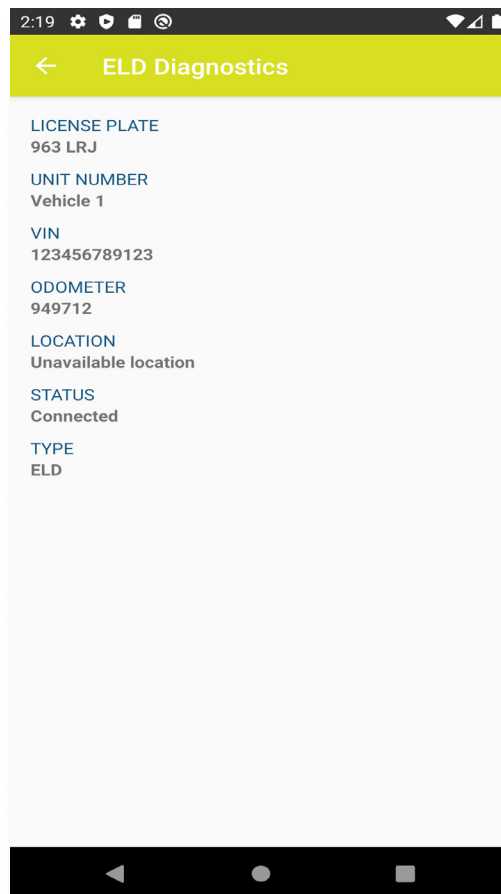 2:19
ELD Diagnostics
LICENSE PLATE
963 LRJ
UNIT NUMBER
Vehicle 1
VIN
123456789123
ODOMETER
949712
LOCATION
Unavailable location
STATUS
Connected
TYPE
ELD